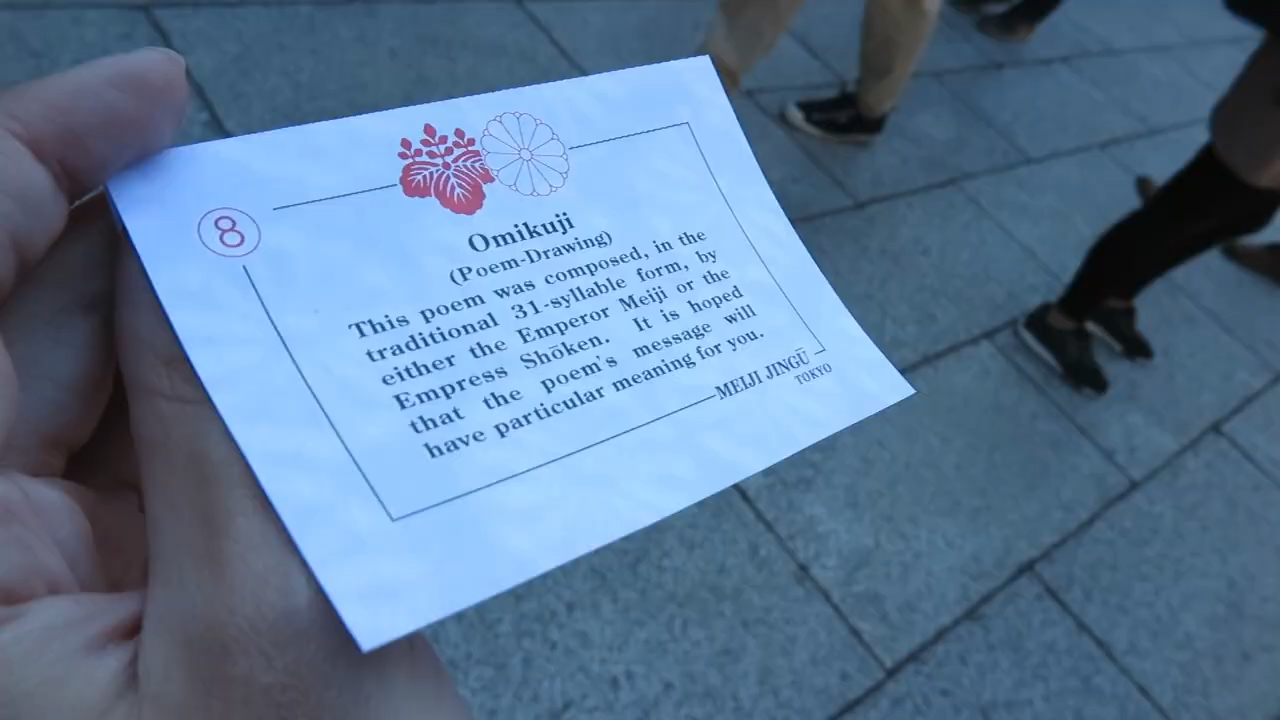 8
Omikuji
(Poem-Drawing)
This poem was composed, in the
traditional 31-syllable form, by
either the Emperor Meiji or the
Empress Shōken. It is hoped
that the poem's message will
have particular meaning for you.
MEIJI JINGŪ
TOKYO